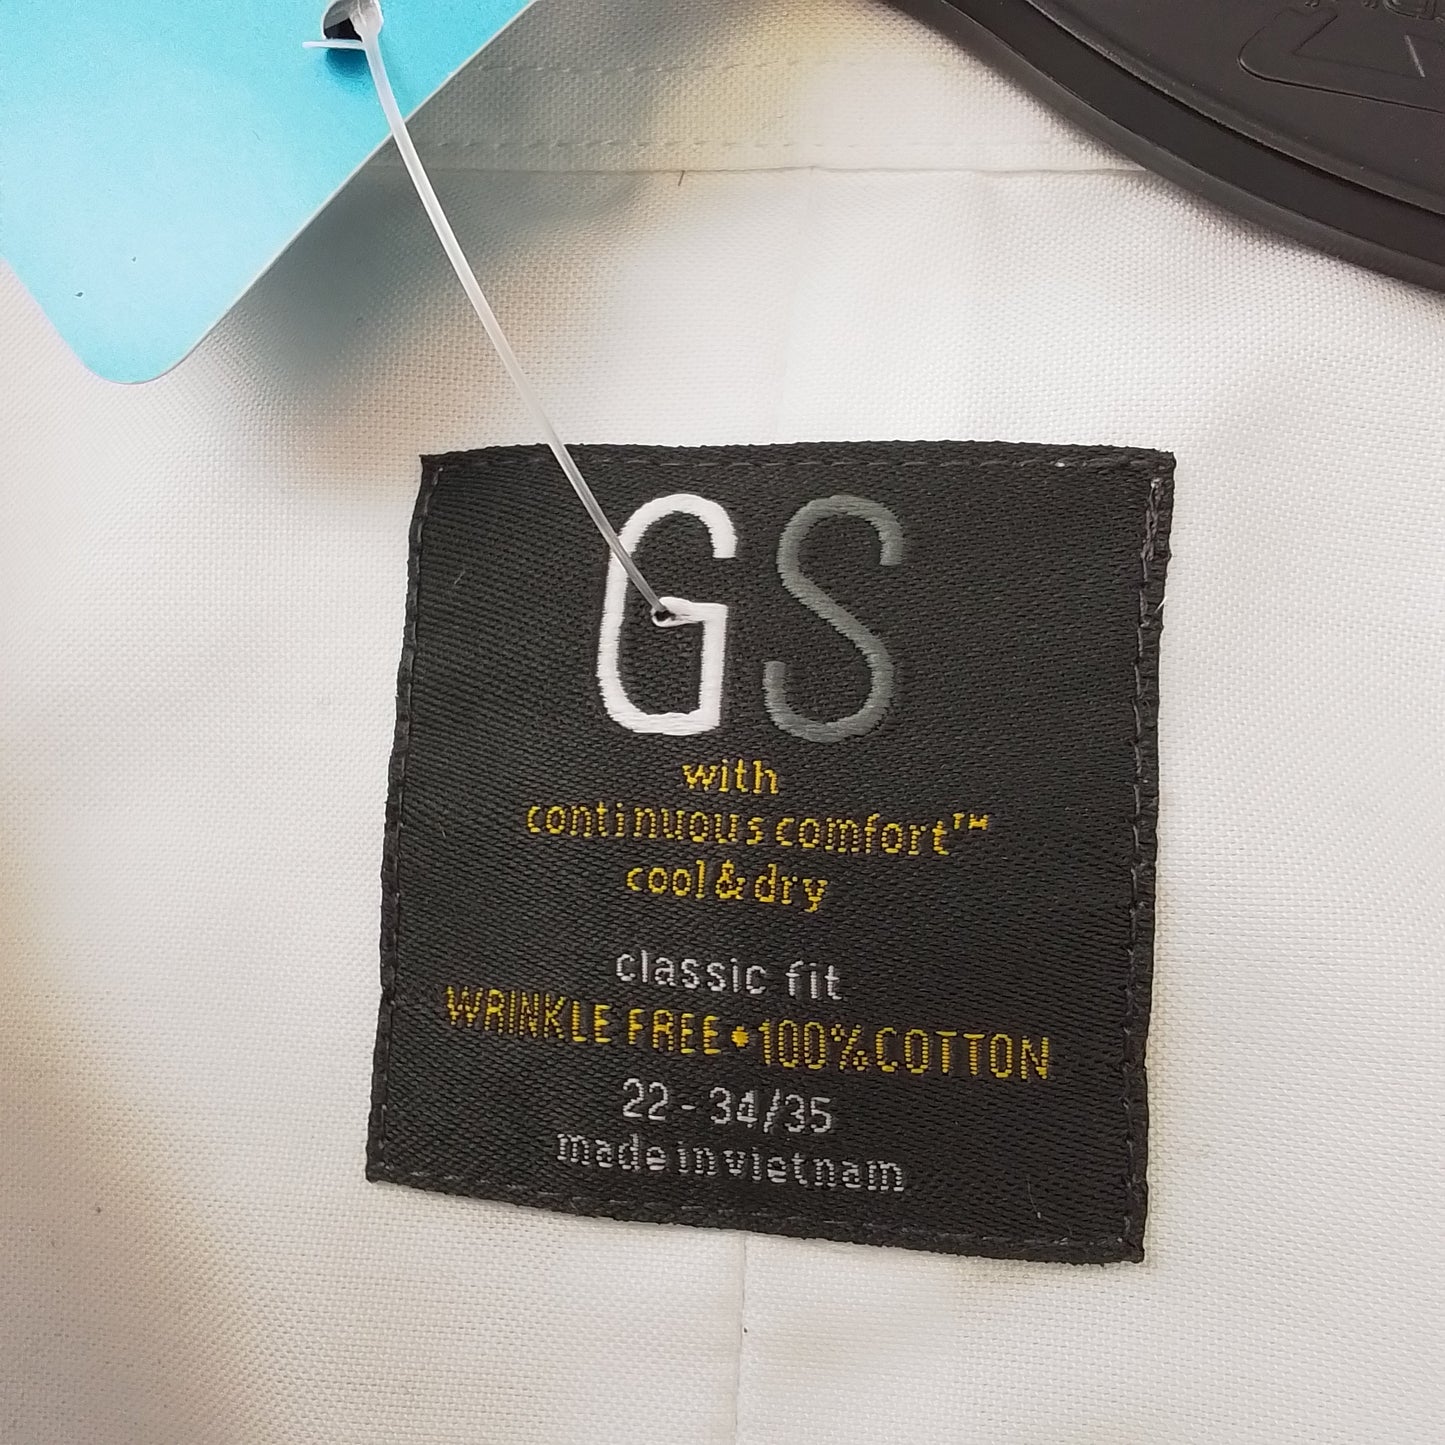 GS
with
continuous comfort™
cool & dry
classic fit
WRINKLE FREE • 100% COTTON
22 - 34/35
made in vietnam